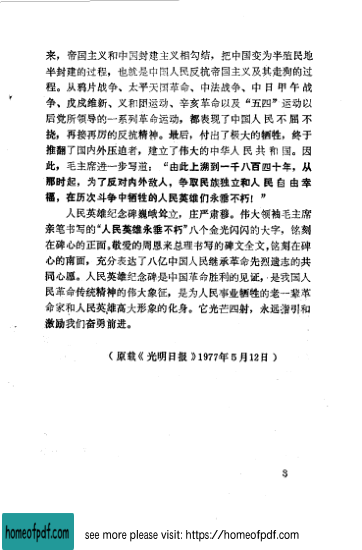 来，帝国主义和中国封建主义相勾结，把中国变为半殖民地
半封建的过程，也就是中国人民反抗帝国主义及其走狗的过
程。从鸦片战争、太平天国革命、中法战争、中日甲午战
争、戊戌维新、义和团运动、辛亥革命以及“五四”运动以
后党所领导的一系列革命运动，都表现了中国人民不屈不
挠，再接再厉的反抗精神。最后，付出了极大的牺牲，终于
推翻了国内外压迫者，建立了伟大的中华人民共和国。因
此，毛主席进一步写道：“由此上溯到一千八百四十年，从
那时起，为了反对内外敌人，争取民族独立和人民自由幸
福，在历次斗争中牺牲的人民英雄们永垂不朽！”
人民英雄纪念碑巍峨耸立，庄严肃穆。伟大领袖毛主席
亲笔书写的“人民英雄永垂不朽”八个金光闪闪的大字，铭刻
在碑心的正面。敬爱的周恩来总理书写的碑文全文，铭刻在碑
心的南面，充分表达了八亿中国人民继承革命先烈遗志的共
同心愿。人民英雄纪念碑是中国革命胜利的见证，是我国人
民革命传统精神的伟大象征，是为人民事业牺牲的老一辈革
命家和人民英雄高大形象的化身。它光芒四射，永远指引和
激励我们奋勇前进。
（原载《光明日报》1977年5月12日）
3
homeofpdf.com
see more please visit: https://homeofpdf.com